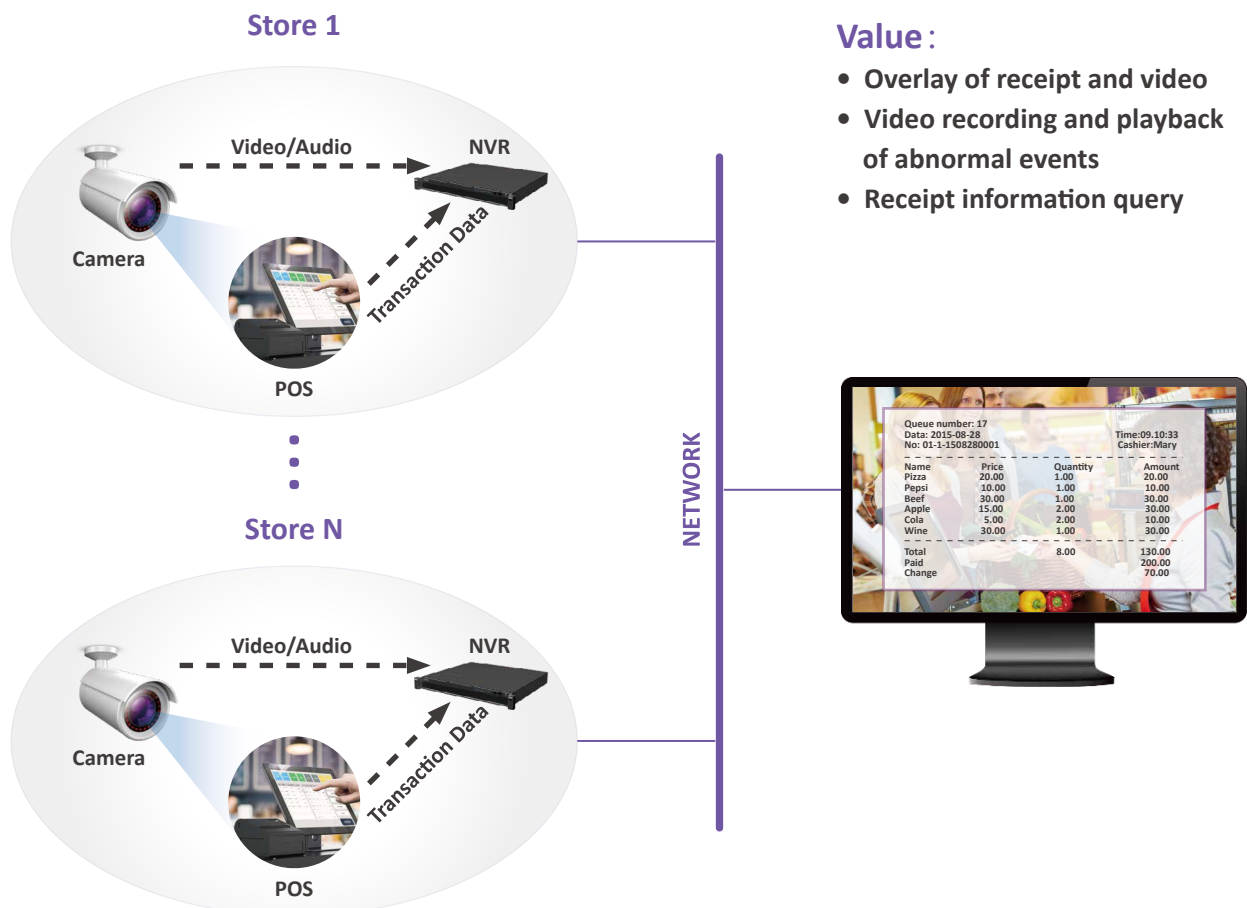 Store 1
Video/Audio
NVR
Camera
Transaction Data
POS
Store N
Video/Audio
NVR
Camera
Transaction Data
POS
NETWORK
Value:
• Overlay of receipt and video
• Video recording and playback
of abnormal events
• Receipt information query
Queue number: 17
Data: 2015-08-28 Time:09.10:33
No: 01-1-1508280001 Cashier:Mary
Name Price Quantity Amount
Pizza 20.00 1.00 20.00
Pepsi 10.00 1.00 10.00
Beef 30.00 1.00 30.00
Apple 15.00 2.00 30.00
Cola 5.00 2.00 10.00
Wine 30.00 1.00 30.00
Total 8.00 130.00
Paid 200.00
Change 70.00